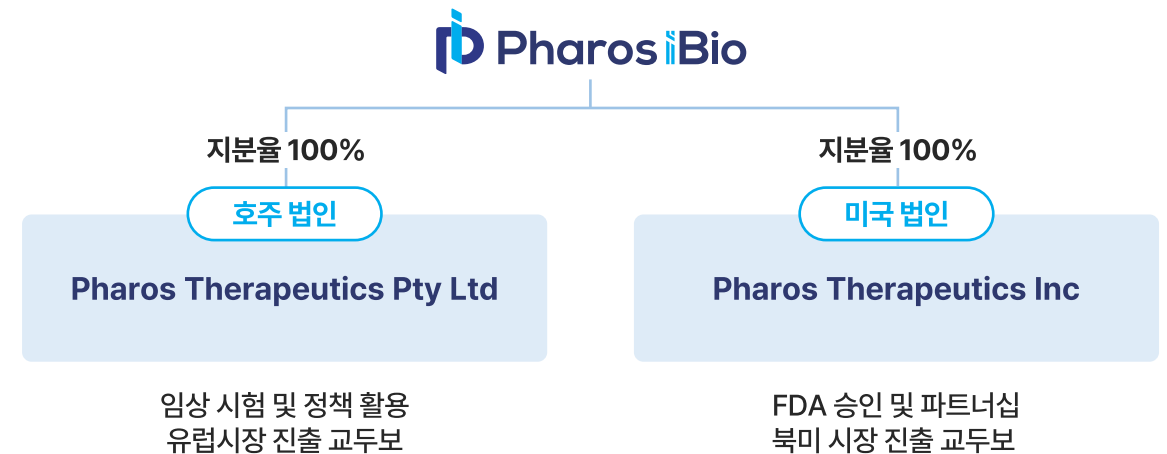 Pharos iBio
지분율 100%
호주 법인
Pharos Therapeutics Pty Ltd
임상 시험 및 정책 활용
유럽시장 진출 교두보
지분율 100%
미국 법인
Pharos Therapeutics Inc
FDA 승인 및 파트너십
북미 시장 진출 교두보